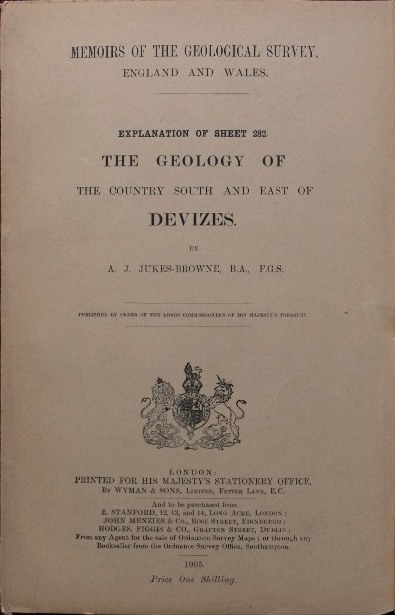 MEMOIRS OF THE GEOLOGICAL SURVEY.
ENGLAND AND WALES.
EXPLANATION OF SHEET 282.
THE GEOLOGY OF
THE COUNTRY SOUTH AND EAST OF
DEVIZES.
BY
A. J. JUKES-BROWNE, B.A., F.G.S.
PUBLISHED BY ORDER OF THE LORDS COMMISSIONERS OF HIS MAJESTY'S TREASURY.
LONDON:
PRINTED FOR HIS MAJESTY'S STATIONERY OFFICE,
BY WYMAN & SONS, LIMITED, FETTER LANE, E.C.
And to be purchased from
E. STANFORD, 12, 13, and 14, LONG ACRE, LONDON;
JOHN MENZIES & Co., ROSE STREET, EDINBURGH;
HODGES, FIGGIS & CO., GRAFTON STREET, DUBLIN;
From any Agent for the sale of Ordnance Survey Maps; or through any
Bookseller from the Ordnance Survey Office, Southampton.
1905.
Price One Shilling.